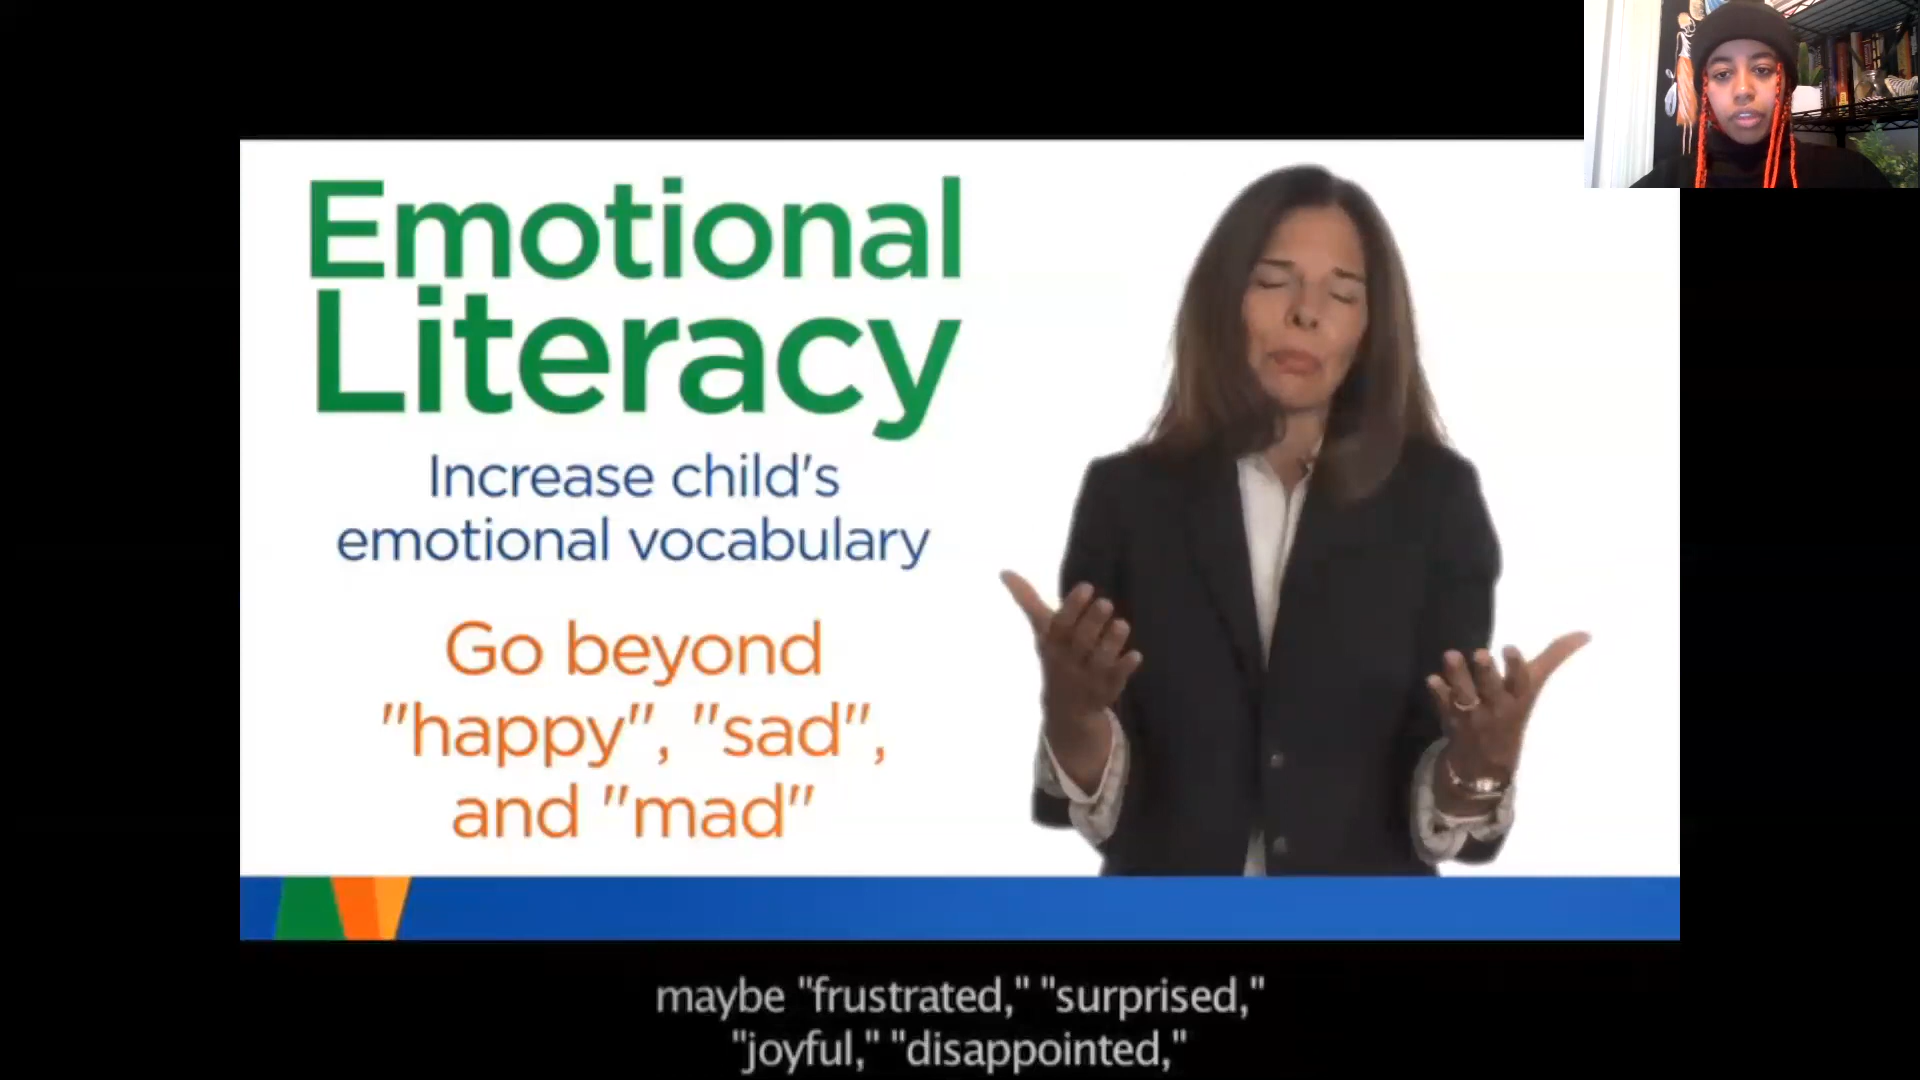 Emotional
Literacy
Increase child's
emotional vocabulary
Go beyond
"happy", "sad",
and "mad"
maybe "frustrated," "surprised,"
"joyful," "disappointed,"